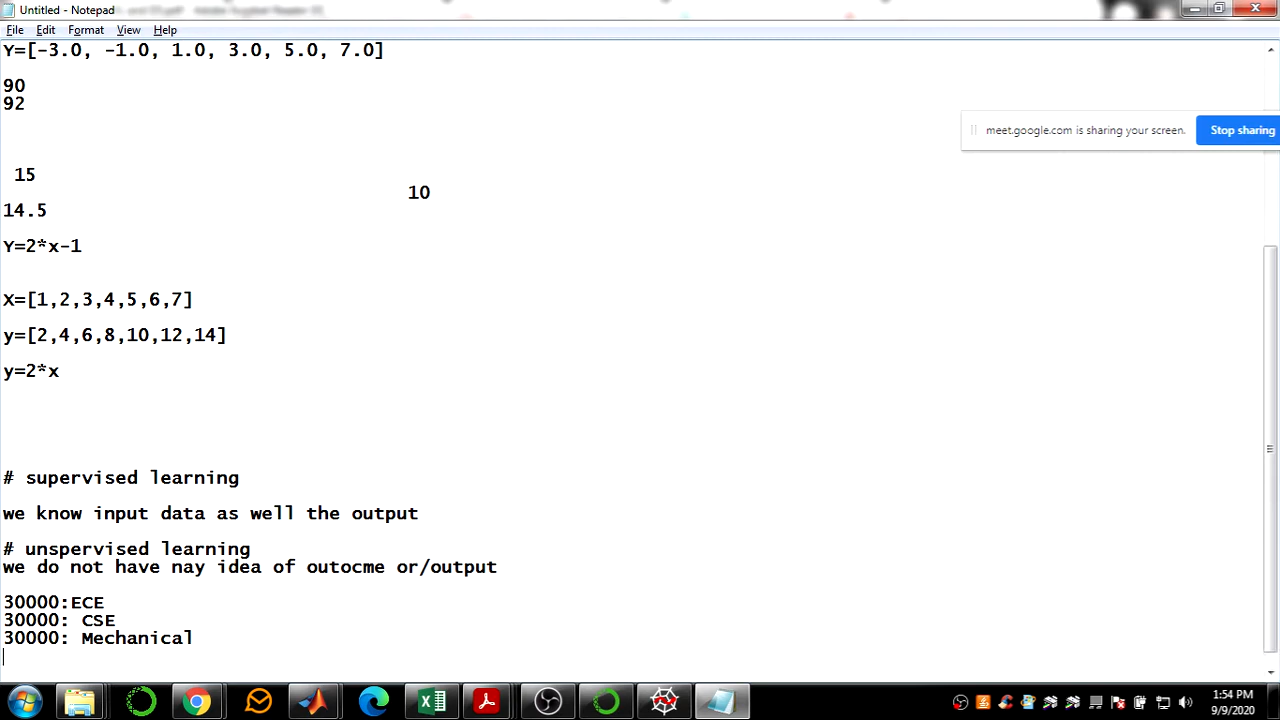 Untitled - Notepad
File Edit Format View Help
Y=[-3.0, -1.0, 1.0, 3.0, 5.0, 7.0]
90
92
meet.google.com is sharing your screen. Stop sharing
15
10
14.5
Y=2*x-1
X=[1,2,3,4,5,6,7]
y=[2,4,6,8,10,12,14]
y=2*x
# supervised learning
we know input data as well the output
# unspervised learning
we do not have nay idea of outocme or/output
30000:ECE
30000: CSE
30000: Mechanical
1:54 PM
9/9/2020